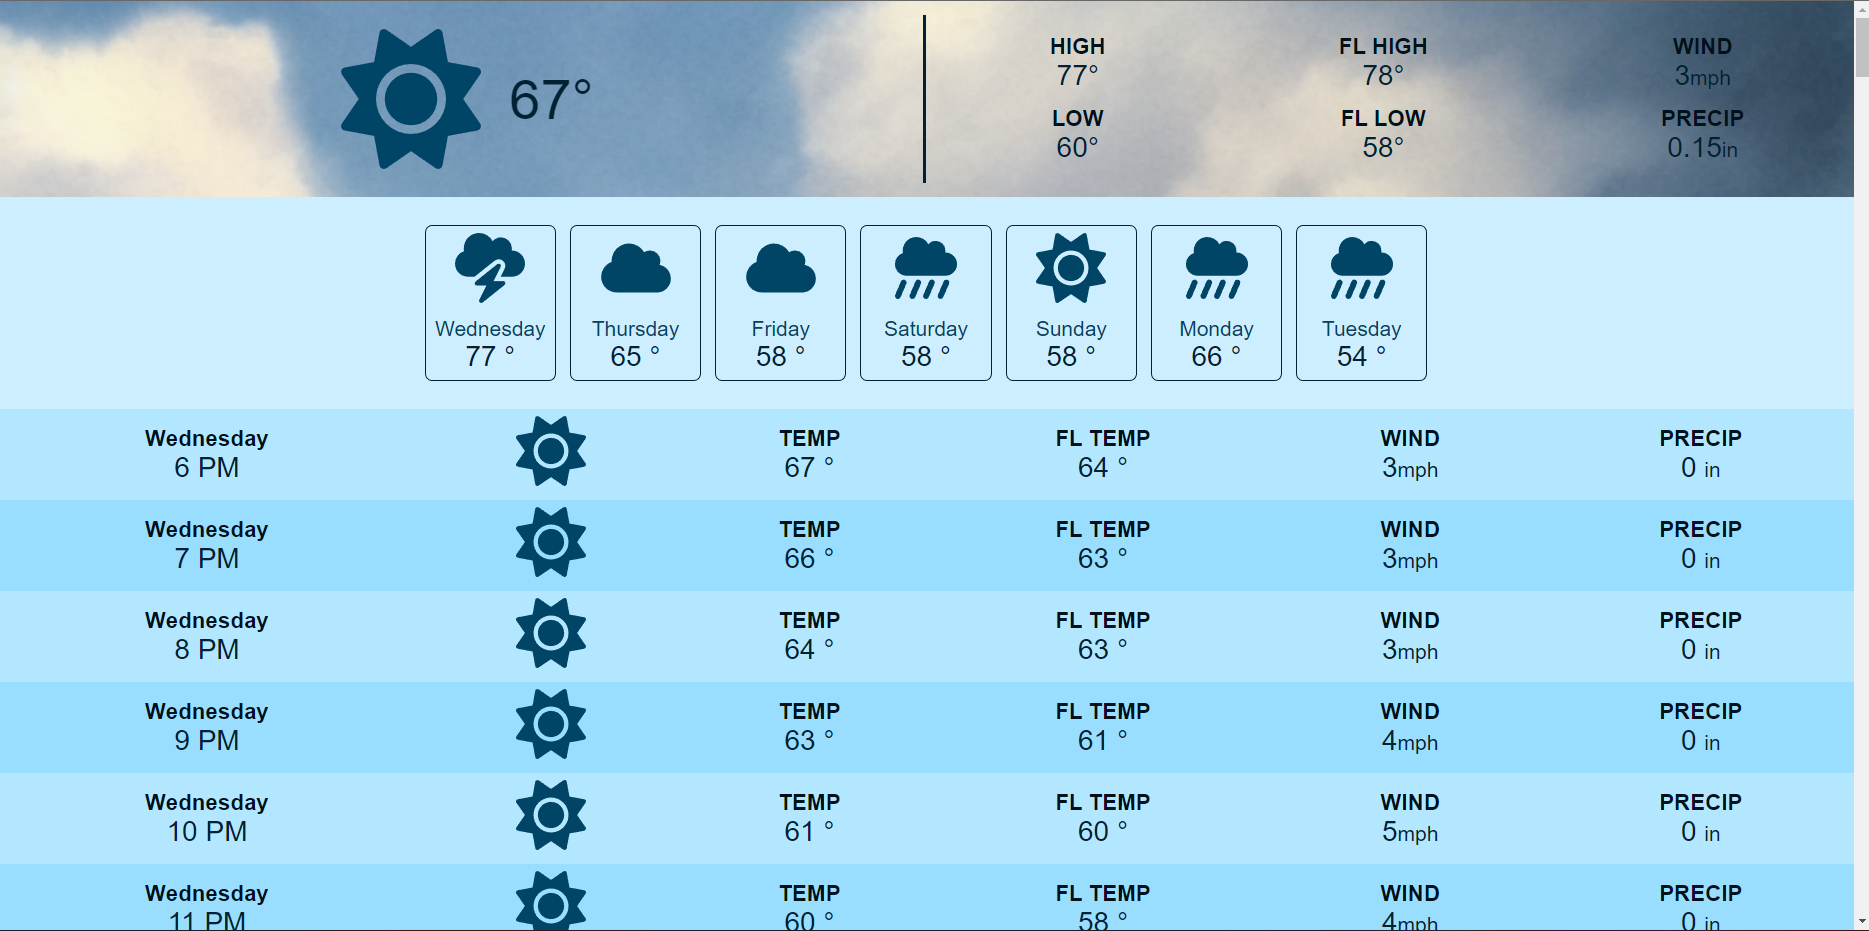 67°
HIGH FL HIGH WIND
77° 78° 3mph
LOW FL LOW PRECIP
60° 58° 0.15in
Wednesday Thursday Friday Saturday Sunday Monday Tuesday
77 ° 65 ° 58 ° 58 ° 58 ° 66 ° 54 °
Wednesday TEMP FL TEMP WIND PRECIP
6 PM 67 ° 64 ° 3mph 0 in
Wednesday TEMP FL TEMP WIND PRECIP
7 PM 66 ° 63 ° 3mph 0 in
Wednesday TEMP FL TEMP WIND PRECIP
8 PM 64 ° 63 ° 3mph 0 in
Wednesday TEMP FL TEMP WIND PRECIP
9 PM 63 ° 61 ° 4mph 0 in
Wednesday TEMP FL TEMP WIND PRECIP
10 PM 61 ° 60 ° 5mph 0 in
Wednesday TEMP FL TEMP WIND PRECIP
11 PM 60 ° 58 ° 4mph 0 in